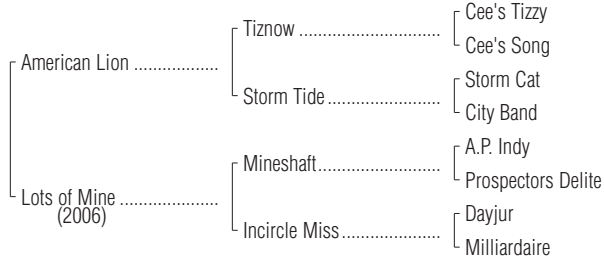 Cee's Tizzy
Tiznow
Cee's Song
American Lion
Storm Cat
Storm Tide
City Band
A.P. Indy
Mineshaft
Prospectors Delite
Lots of Mine
(2006)
Dayjur
Incircle Miss
Milliardaire